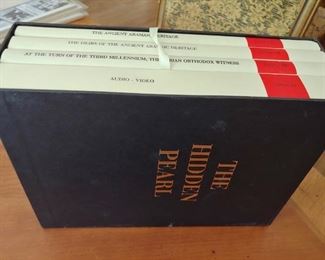 THE ANCIENT ARAMAIC HERITAGE
THE HEIRS OF THE ANCIENT ARAMAIC HERITAGE
AT THE TURN OF THE THIRD MILLENNIUM; THE SYRIAN ORTHODOX WITNESS
AUDIO - VIDEO
THE
HIDDEN
PEARL